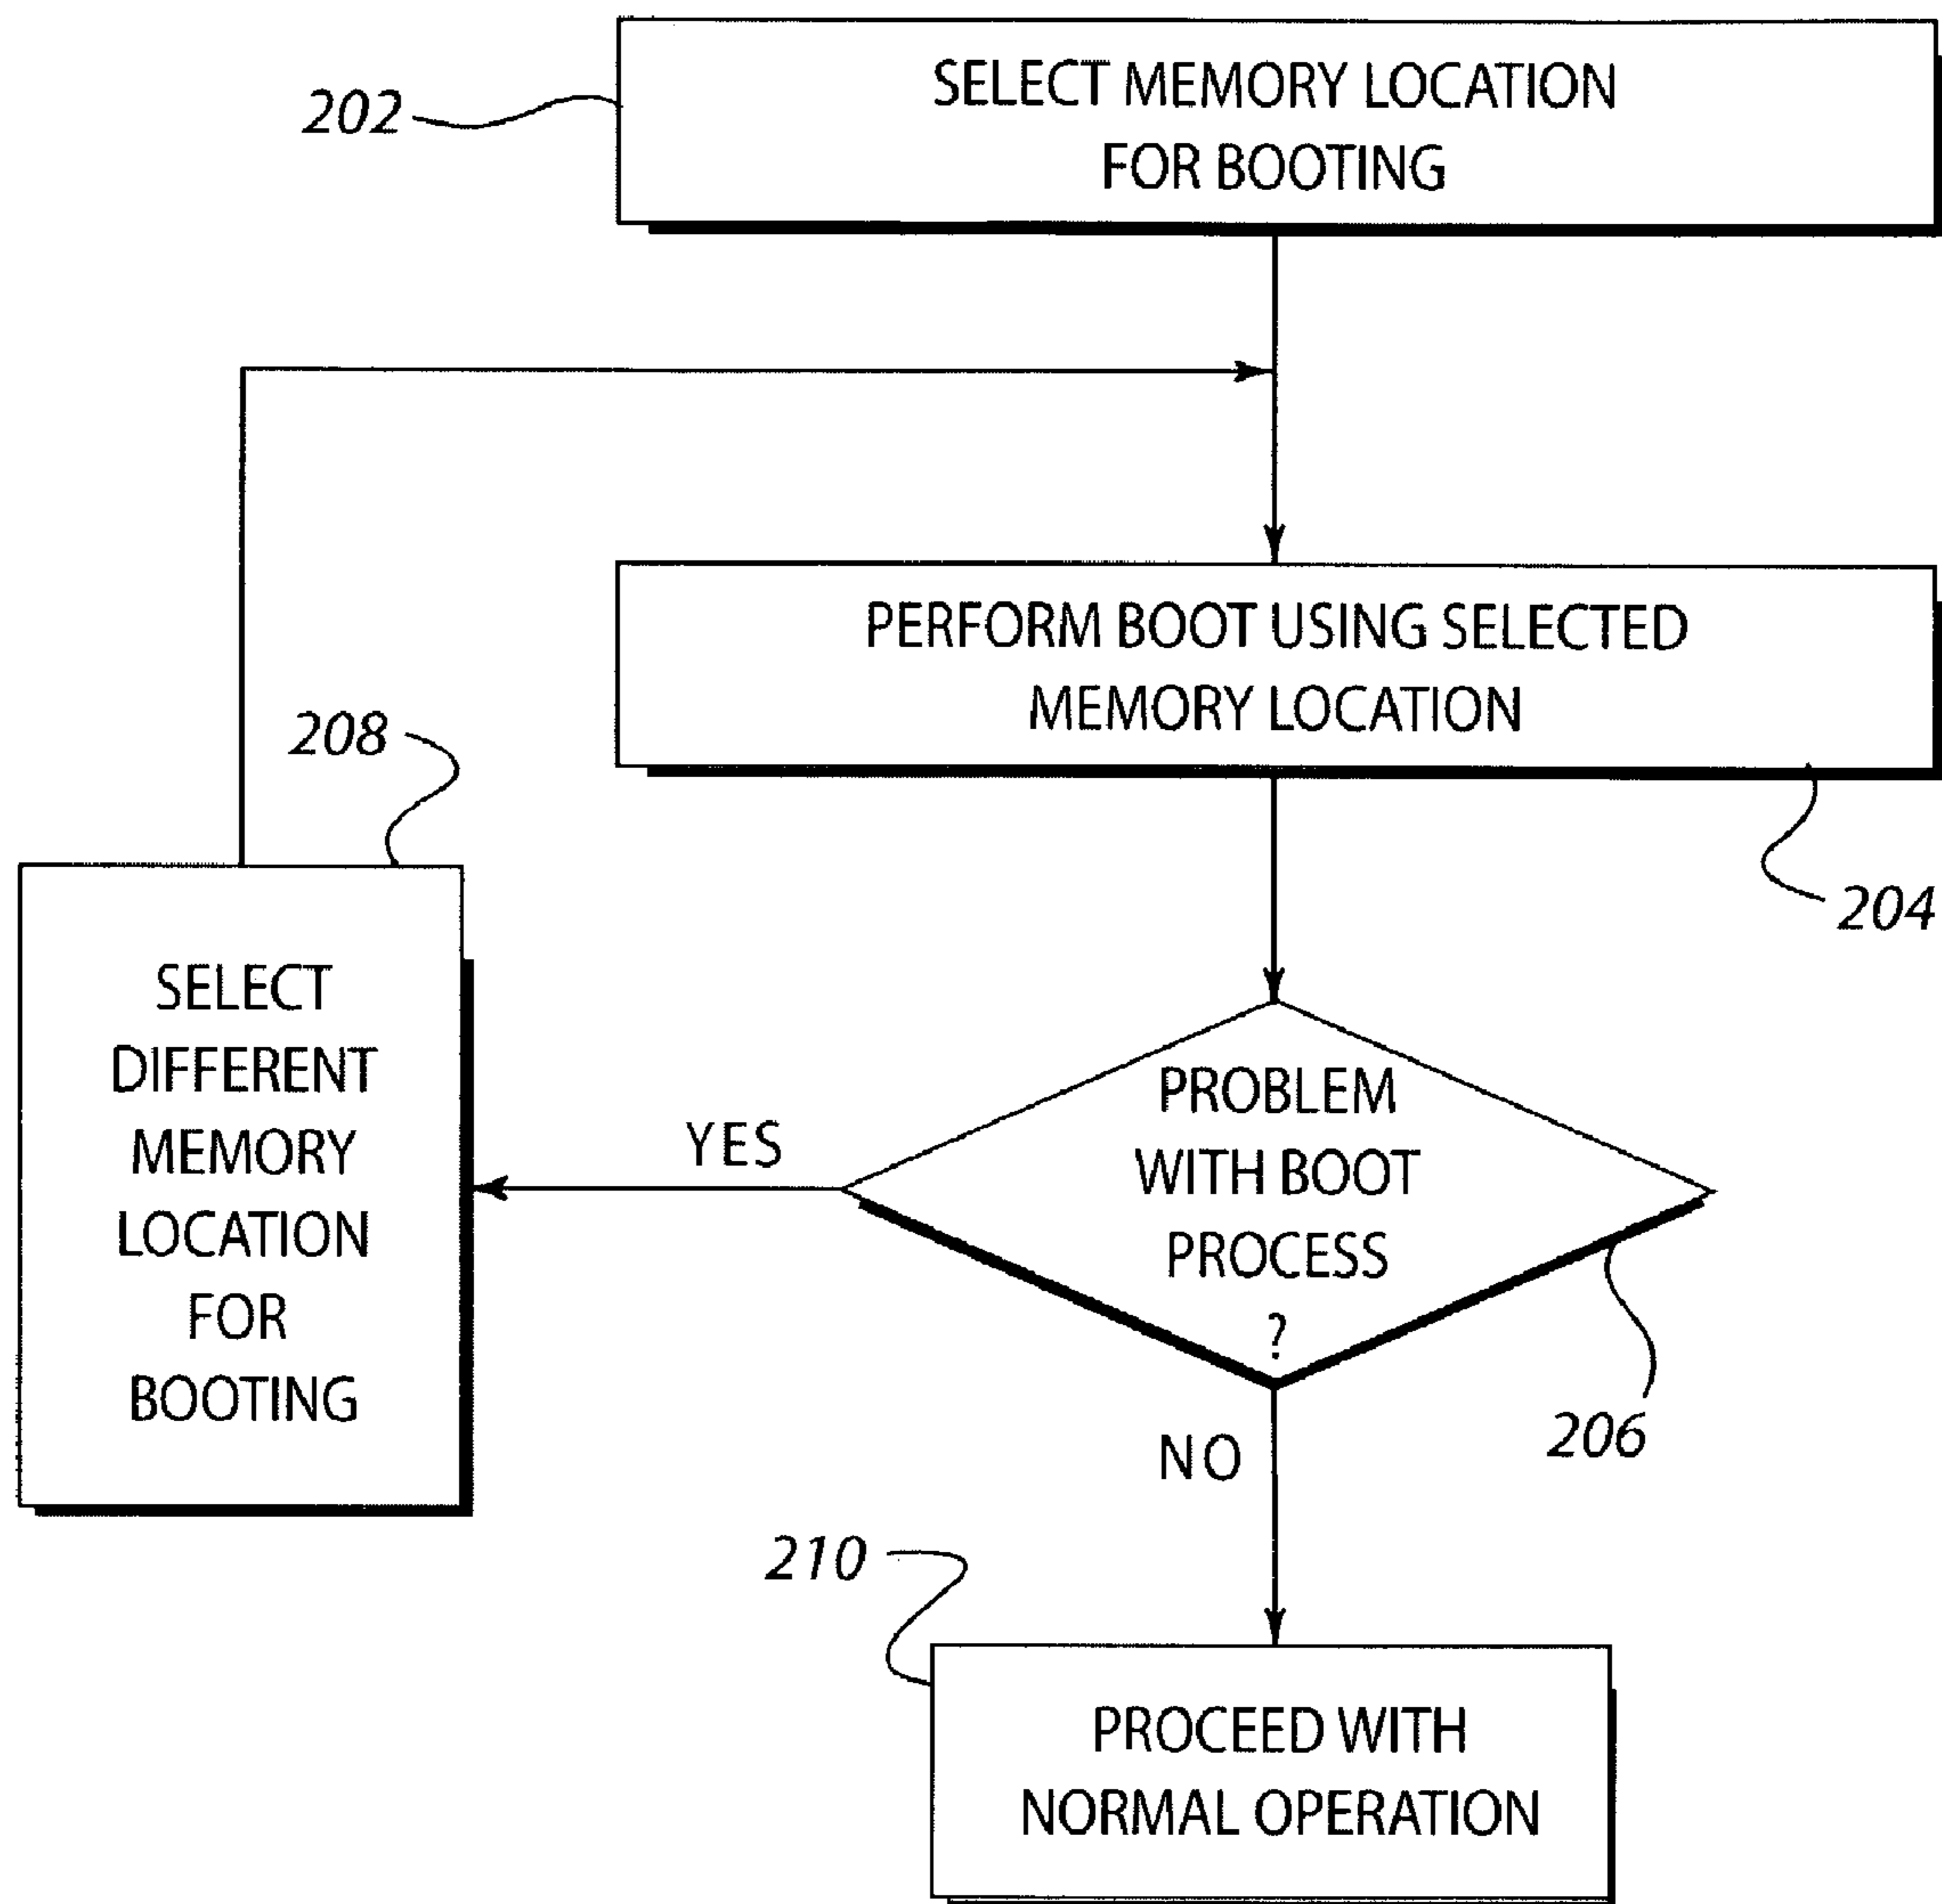 202
SELECT MEMORY LOCATION
FOR BOOTING
PERFORM BOOT USING SELECTED
MEMORY LOCATION
204
208
SELECT
DIFFERENT
MEMORY
LOCATION
FOR
BOOTING
YES
PROBLEM
WITH BOOT
PROCESS
?
206
NO
210
PROCEED WITH
NORMAL OPERATION